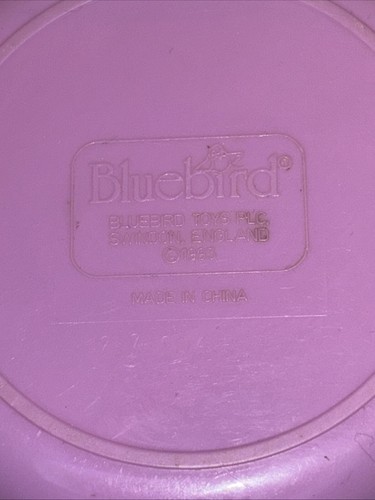 Bluebird®
BLUEBIRD TOYS PLC
SWINDON, ENGLAND
©
MADE IN CHINA